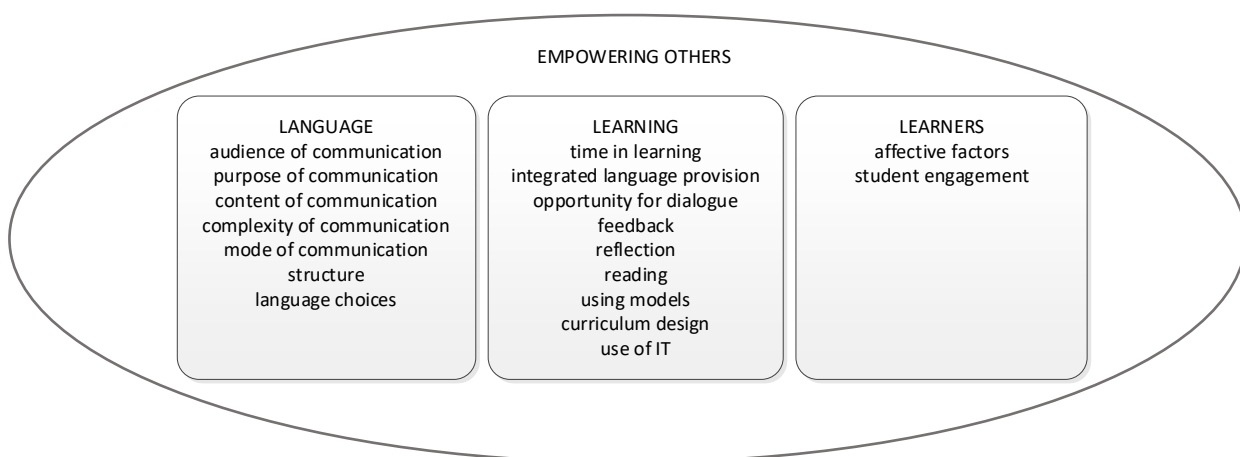 EMPOWERING OTHERS
LANGUAGE
audience of communication
purpose of communication
content of communication
complexity of communication
mode of communication
structure
language choices
LEARNING
time in learning
integrated language provision
opportunity for dialogue
feedback
reflection
reading
using models
curriculum design
use of IT
LEARNERS
affective factors
student engagement